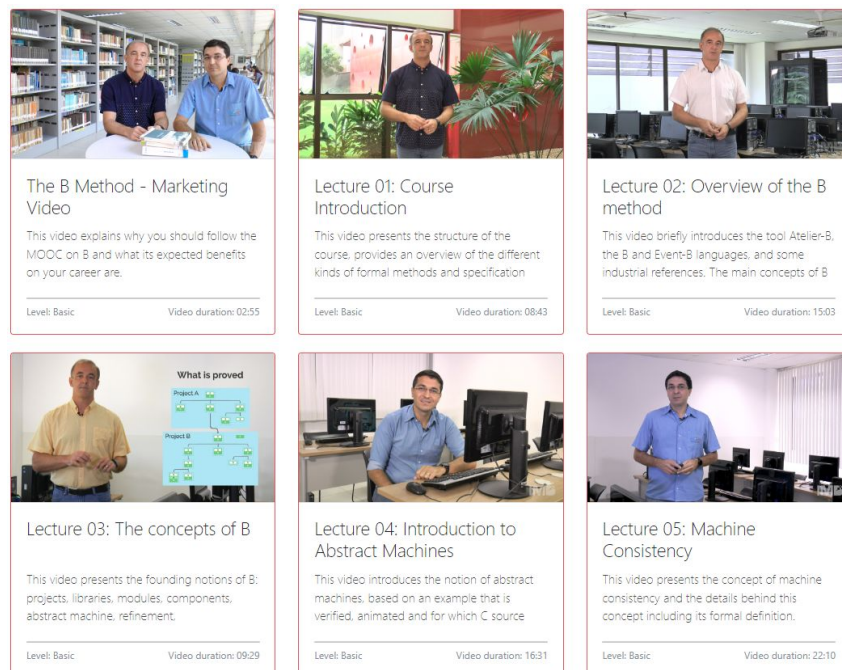 The B Method - Marketing
Video
This video explains why you should follow the
MOOC on B and what its expected benefits
on your career are.
Level: Basic
Video duration: 02:55
Lecture 01: Course
Introduction
This video presents the structure of the
course, provides an overview of the different
kinds of formal methods and specification
Level: Basic
Video duration: 08:43
Lecture 02: Overview of the B
method
This video briefly introduces the tool Atelier-B,
the B and Event-B languages, and some
industrial references. The main concepts of B
Level: Basic
Video duration: 15:03
What is proved
Project A
Project B
Lecture 03: The concepts of B
This video presents the founding notions of B:
projects, libraries, modules, components,
abstract machine, refinement,
Level: Basic
Video duration: 09:29
Lecture 04: Introduction to
Abstract Machines
This video introduces the notion of abstract
machines, based on an example that is
verified, animated and for which C source
Level: Basic
Video duration: 16:31
Lecture 05: Machine
Consistency
This video presents the concept of machine
consistency and the details behind this
concept including its formal definition.
Level: Basic
Video duration: 22:10